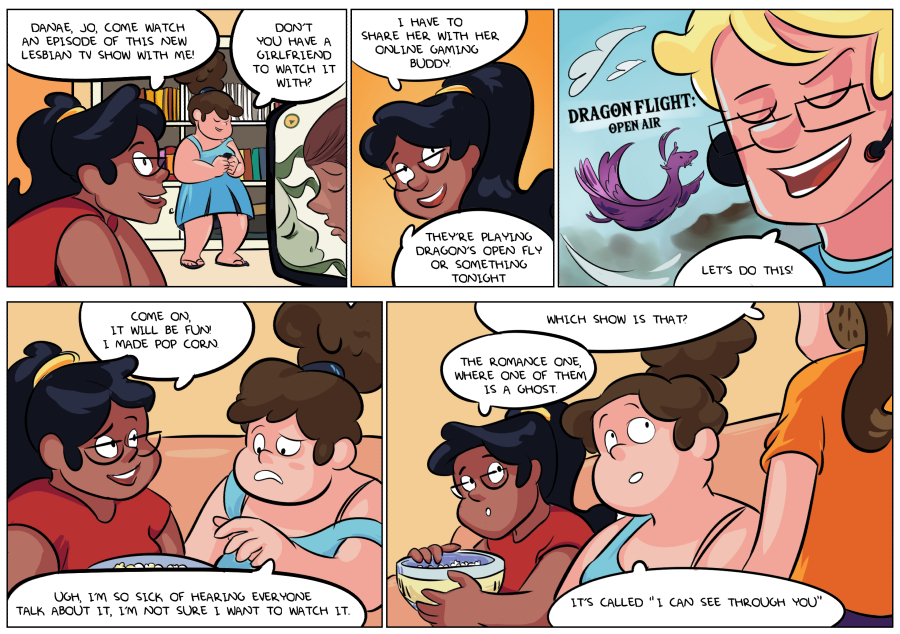 DANAE, JO, COME WATCH
AN EPISODE OF THIS NEW
LESBIAN TV SHOW WITH ME!
DON'T
YOU HAVE A
GIRLFRIEND
TO WATCH IT
WITH?
I HAVE TO
SHARE HER WITH HER
ONLINE GAMING
BUDDY.
THEY'RE PLAYING
DRAGON'S OPEN FLY
OR SOMETHING
TONIGHT
DRAGON FLIGHT:
OPEN AIR
LET'S DO THIS!
COME ON,
IT WILL BE FUN!
I MADE POP CORN.
UGH, I'M SO SICK OF HEARING EVERYONE
TALK ABOUT IT, I'M NOT SURE I WANT TO WATCH IT.
WHICH SHOW IS THAT?
THE ROMANCE ONE,
WHERE ONE OF THEM
IS A GHOST.
IT'S CALLED "I CAN SEE THROUGH YOU"